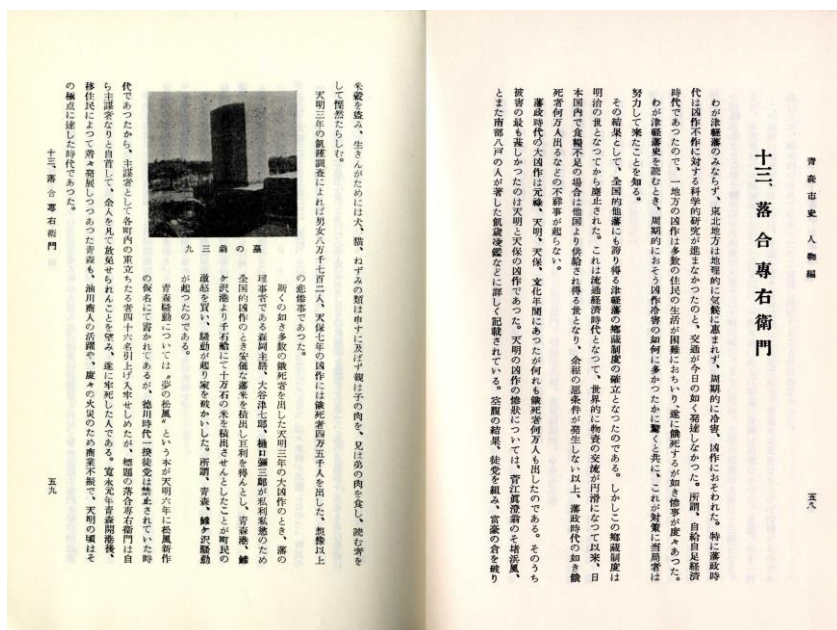 青森市史 人物編
五八
十三、落合専右衛門
わが津軽藩のみならず、東北地方は地理的に気候に恵まれず、周期的に冷害、凶作におそわれた。特に藩政時
代は凶作不作に対する科学的研究が進まなかつたのと、交通が今日の如く発達しなかつた。所謂、自給自足経済
時代であつたので、一地方の凶作は多数の住民の生活が困難におちいり、遂に餓死するが如き惨事が度々あつた。
わが津軽藩史を読むとき、周期的におそう凶作冷害の如何に多かつたかに驚くと共に、これが対策に当局者は
努力して来たことを知る。
その結果として、全国的他藩にも誇り得る津軽藩の郷蔵制度の確立となつたのである。しかしこの郷蔵制度は
明治の世となつてから廃止された。これは流通経済時代となつて、世界的に物資の交流が円滑になつて以来、日
本国内で食糧不足の場合は他国より供給され得る世となり、余程の悪条件が発生しない以上、藩政時代の如き餓
死者何万人出るなどの不祥事が起らない。
藩政時代の大凶作は元禄、天明、天保、文化年間にあつたが何れも餓死者何万人も出したのである。そのうち
被害の最も甚しかつたのは天明と天保の凶作であつた。天明の凶作の惨状については、菅江真澄翁のそ堵浜風、
とまた南部八戸の人が著した飢歳凌鑑などに詳しく記載されている。空腹の結果、徒党を組み、富豪の倉を破り
米穀を盗み、生きんがためには犬、猫、ねずみの類は申すに及ばず親は子の肉を、兄は弟の肉を食し、読む者を
して慄然たらしむ。
天明三年の飢饉調査によれば男女八万千七百二人、天保七年の凶作には餓死者四万五千人を出した、想像以上
の悲惨事であつた。
斯くの如き多数の餓死者を出した天明三年の大凶作のとき、藩の
理事者である森岡主膳、大谷津七郎、樋口彌三郎が私利私慾のため
全国的凶作のとき安価な藩米を積出し巨利を得んとし、青森港、鰺
ケ沢港より千石船にて十万石の米を積出させんとしたことが町民の
激怒を買い、騒動が起り家を破かいした。所謂、青森、鰺ケ沢騒動
が起つたのである。
青森騒動については〝夢の松風〟という本が天明六年に松風新作
の仮名にて書かれてあるが、徳川時代一揆徒党は禁止されていた時
九三翁の墓
代であつたから、主謀者として各町内の重立ちたる者四十六名引上げ入牢せしめたが、標題の落合専右衛門は自
ら主謀者なりと自首して、余人を凡て放免せられんことを望み、遂に牢死した人である。寛永元年青森開港後、
移住民によつて着々発展しつつあつた青森も、油川商人の活躍や、度々の火災のため商業不振で、天明の頃はそ
の極点に達した時代であつた。
十三、落合専右衛門
五九